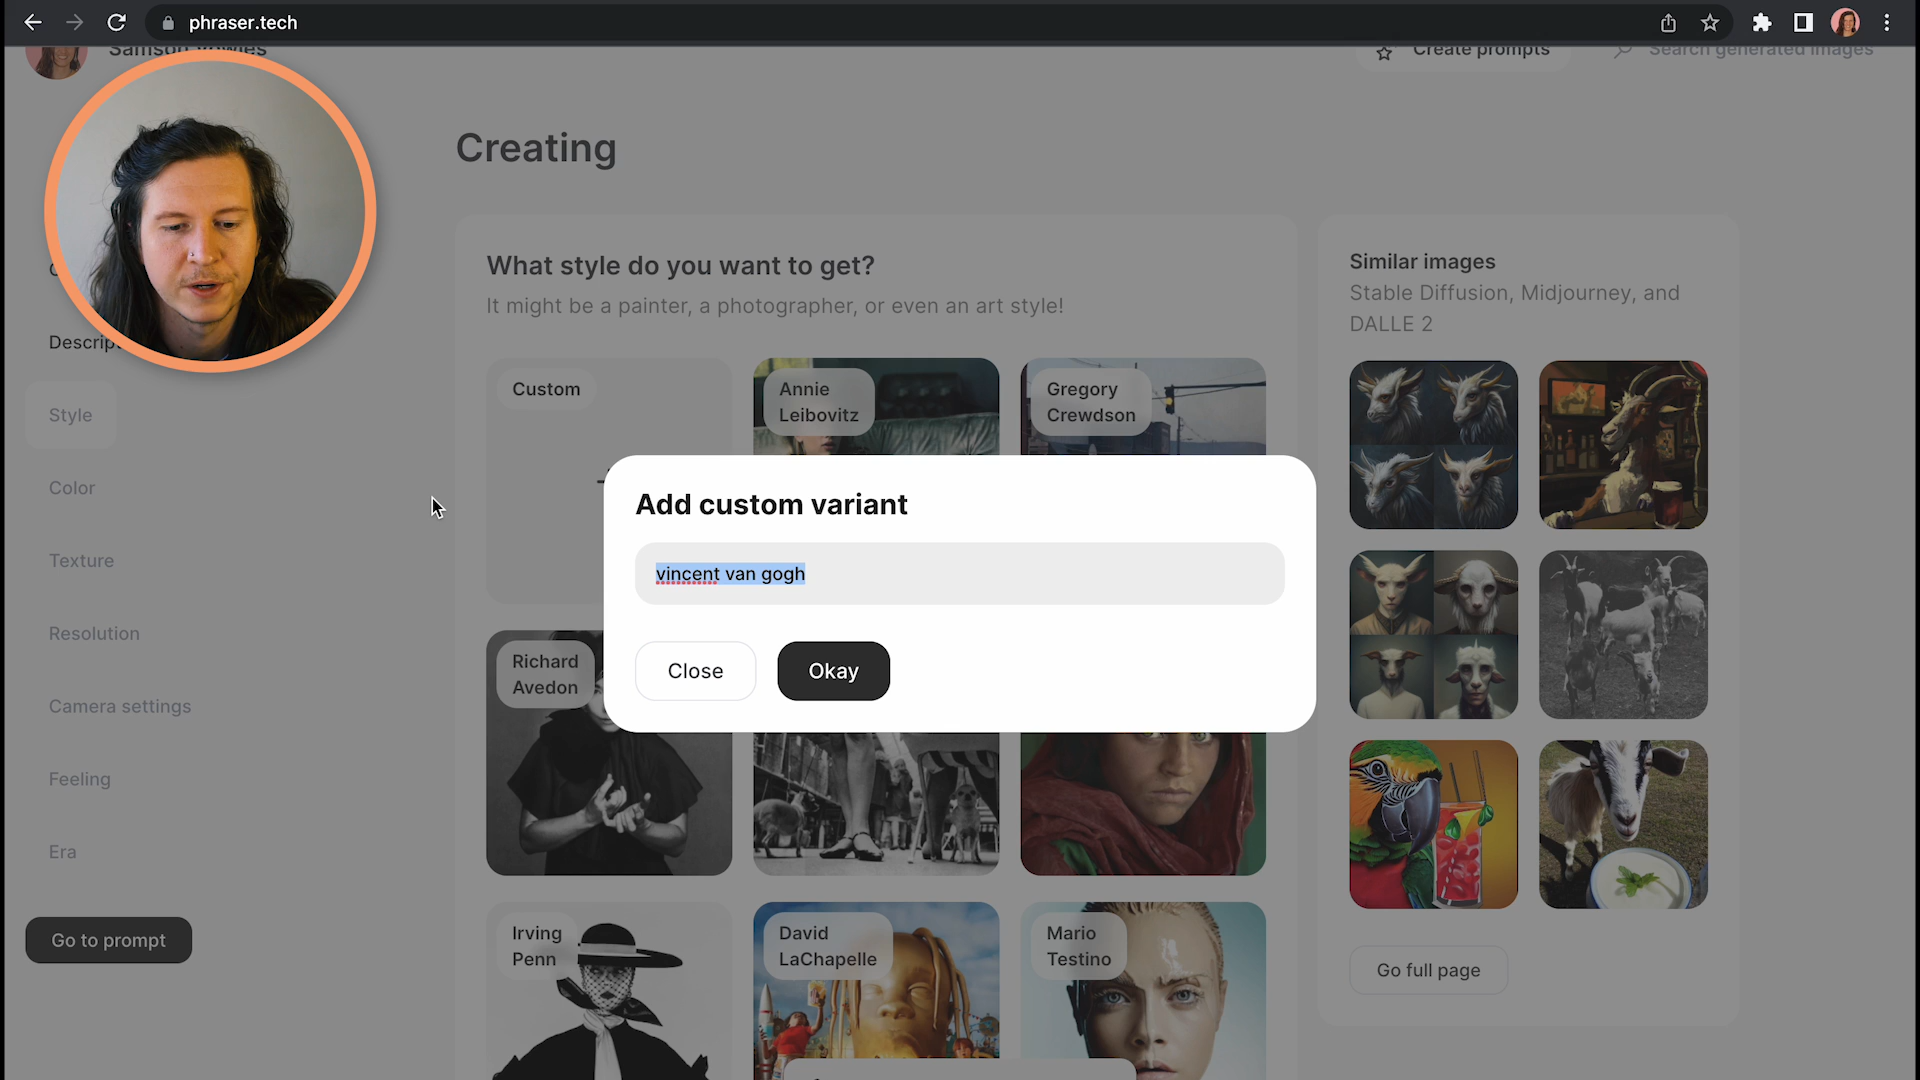 phraser.tech
Samson Vowles
Create prompts
Search generated images
Creating
What style do you want to get?
It might be a painter, a photographer, or even an art style!
Similar images
Stable Diffusion, Midjourney, and
DALLE 2
Style
Color
Texture
Resolution
Camera settings
Feeling
Era
Go to prompt
Custom
Annie
Leibovitz
Gregory
Crewdson
Add custom variant
vincent van gogh
Close
Okay
Richard
Avedon
Irving
Penn
David
LaChapelle
Mario
Testino
Go full page